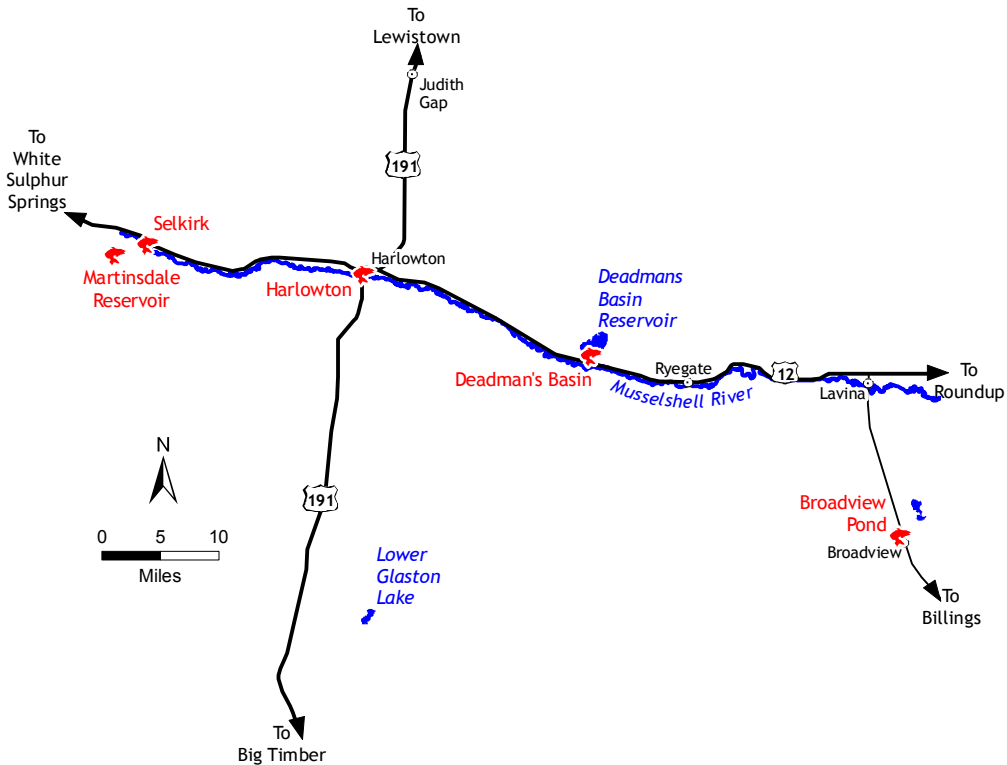 To
Lewistown
Judith
Gap
191
To
White
Sulphur
Springs
Selkirk
Martinsdale
Reservoir
Harlowton
Harlowton
Deadmans
Basin
Reservoir
Deadman's Basin
Ryegate
12
Musselshell River
Lavina
To
Roundup
N
0 5 10
Miles
191
Lower
Glaston
Lake
Broadview
Pond
Broadview
To
Billings
To
Big Timber